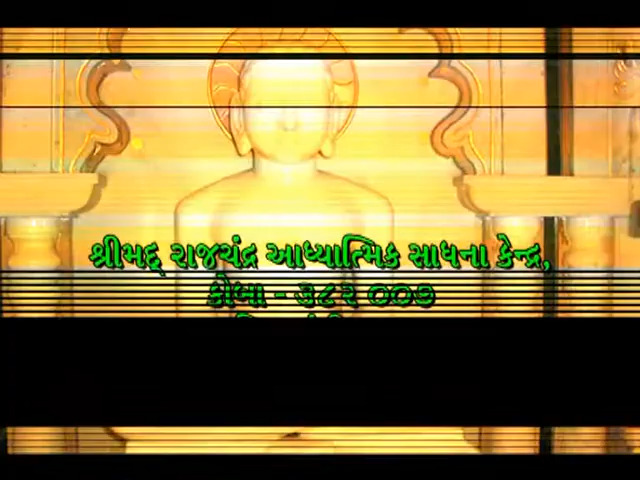 શ્રીમદ્ રાજચંદ્ર આધ્યાત્મિક સાધના કેન્દ્ર,
કોબા - ૩૮૨ ૦૦૭